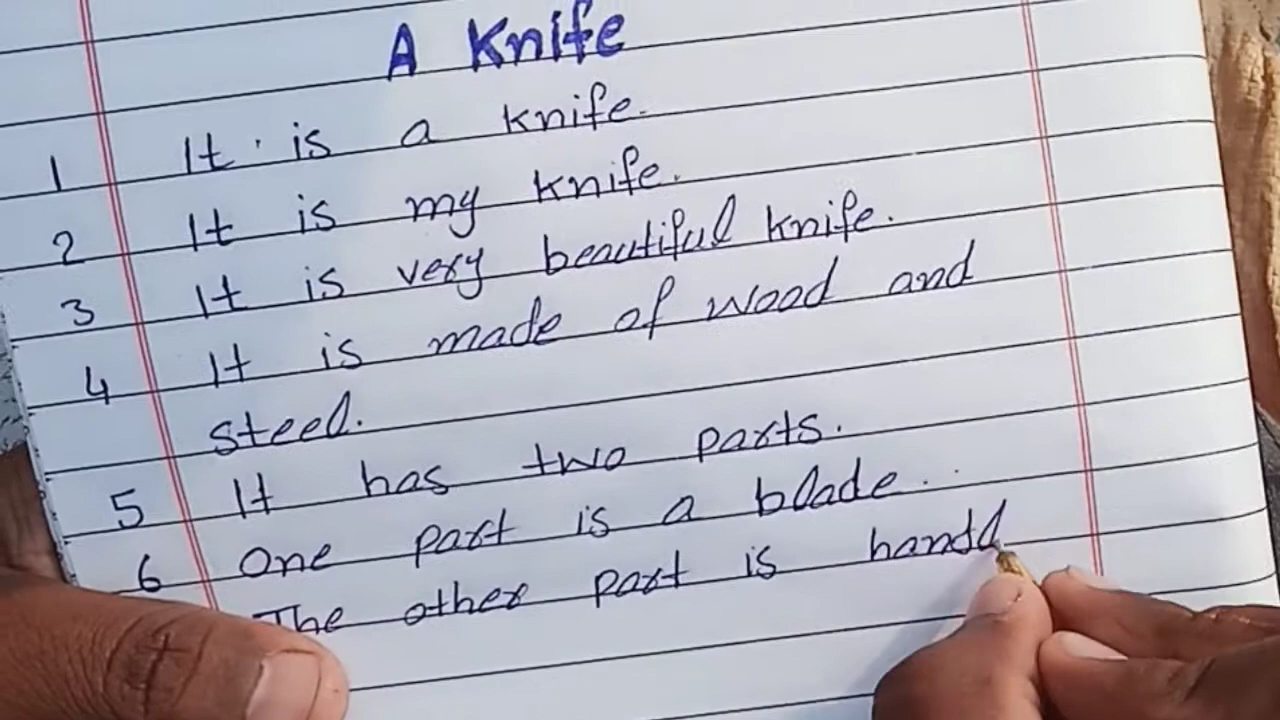 A Knife
1 It is a knife.
2 It is my knife.
3 It is very beautiful knife.
4 It is made of wood and
steel.
5 It has two parts.
6 One part is a blade.
The other part is handl